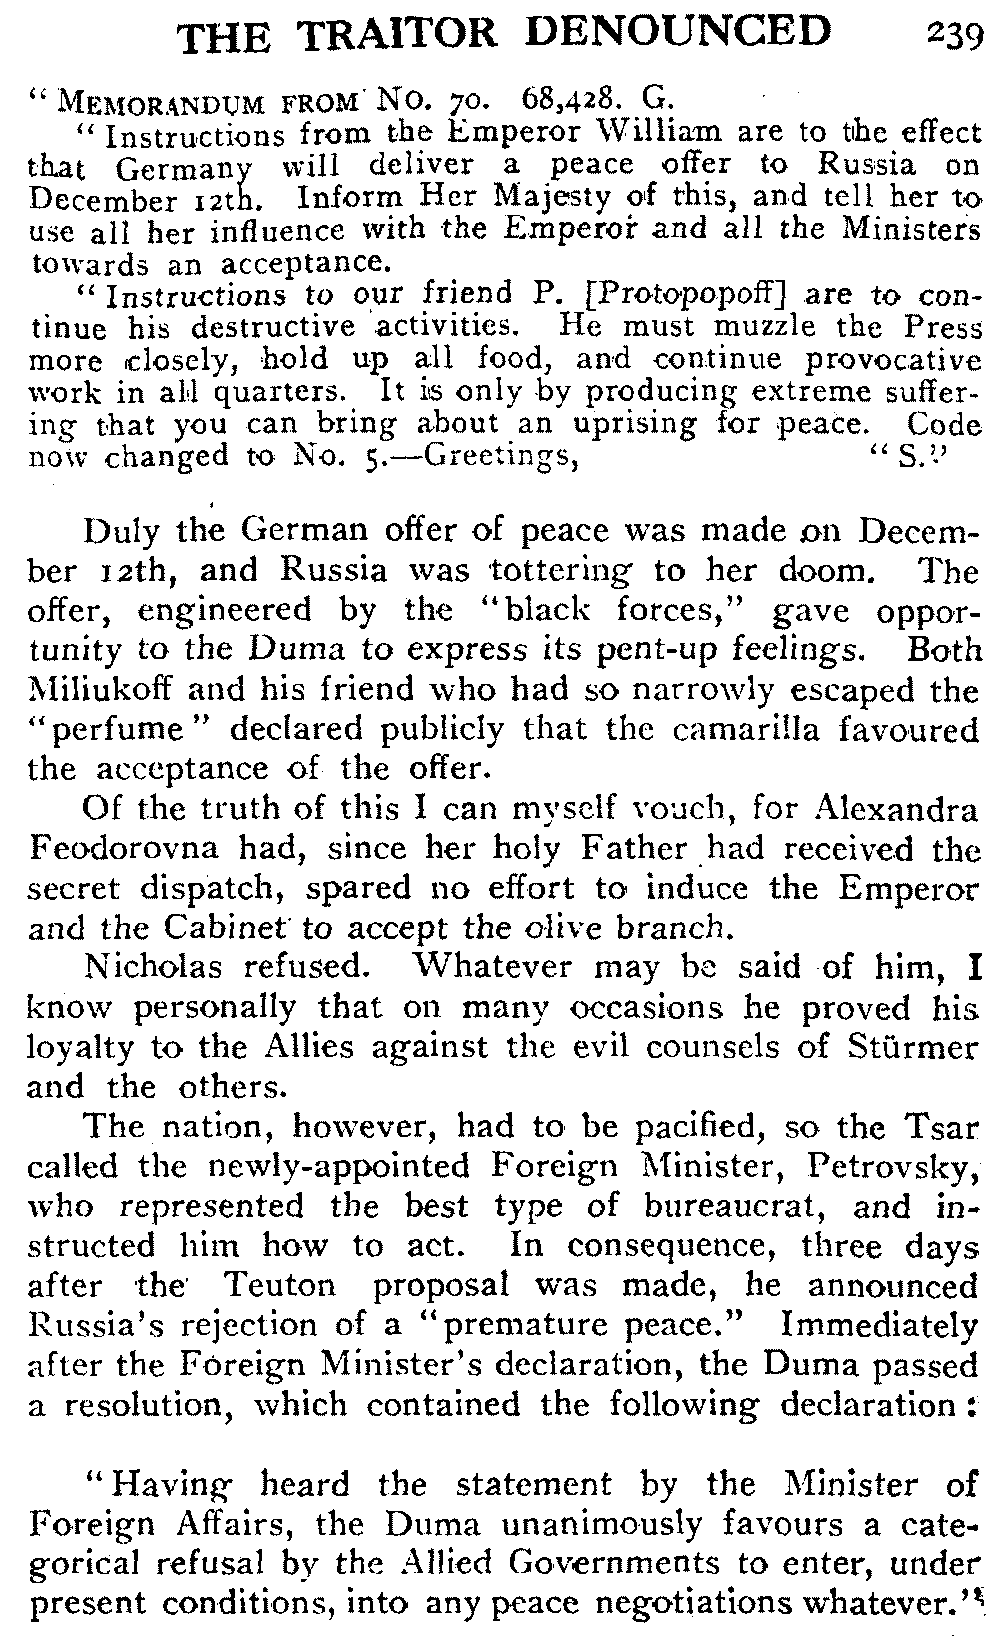 THE TRAITOR DENOUNCED 239
“ MEMORANDUM FROM NO. 70. 68,428. G.
“ Instructions from the Emperor William are to the effect
that Germany will deliver a peace offer to Russia on
December 12th. Inform Her Majesty of this, and tell her to
use all her influence with the Emperor and all the Ministers
towards an acceptance.
“ Instructions to our friend P. [Protopopoff] are to con-
tinue his destructive activities. He must muzzle the Press
more closely, hold up all food, and continue provocative
work in all quarters. It is only by producing extreme suffer-
ing that you can bring about an uprising for peace. Code
now changed to No. 5.—Greetings, “ S.”
Duly the German offer of peace was made on Decem-
ber 12th, and Russia was tottering to her doom. The
offer, engineered by the “black forces,” gave oppor-
tunity to the Duma to express its pent-up feelings. Both
Miliukoff and his friend who had so narrowly escaped the
“perfume” declared publicly that the camarilla favoured
the acceptance of the offer.
Of the truth of this I can myself vouch, for Alexandra
Feodorovna had, since her holy Father had received the
secret dispatch, spared no effort to induce the Emperor
and the Cabinet to accept the olive branch.
Nicholas refused. Whatever may be said of him, I
know personally that on many occasions he proved his
loyalty to the Allies against the evil counsels of Stürmer
and the others.
The nation, however, had to be pacified, so the Tsar
called the newly-appointed Foreign Minister, Petrovsky,
who represented the best type of bureaucrat, and in-
structed him how to act. In consequence, three days
after the Teuton proposal was made, he announced
Russia's rejection of a “premature peace.” Immediately
after the Foreign Minister's declaration, the Duma passed
a resolution, which contained the following declaration :
“ Having heard the statement by the Minister of
Foreign Affairs, the Duma unanimously favours a cate-
gorical refusal by the Allied Governments to enter, under
present conditions, into any peace negotiations whatever.”